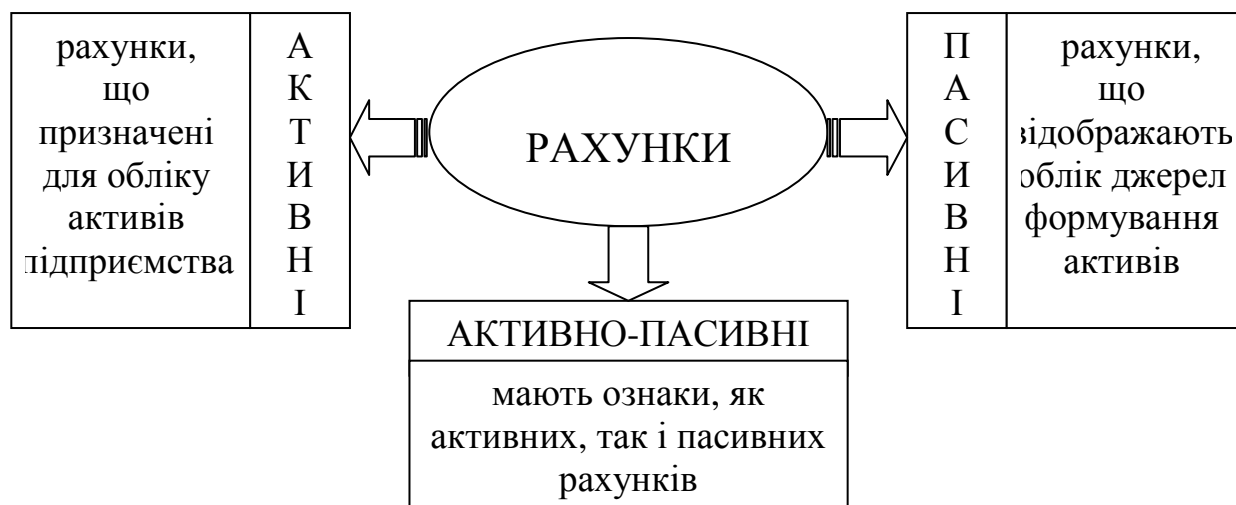 рахунки,
що
призначені
для обліку
активів
підприємства
А
К
Т
И
В
Н
І
РАХУНКИ
П
А
С
И
В
Н
І
рахунки,
що
відображають
облік джерел
формування
активів
АКТИВНО-ПАСИВНІ
мають ознаки, як
активних, так і пасивних
рахунків